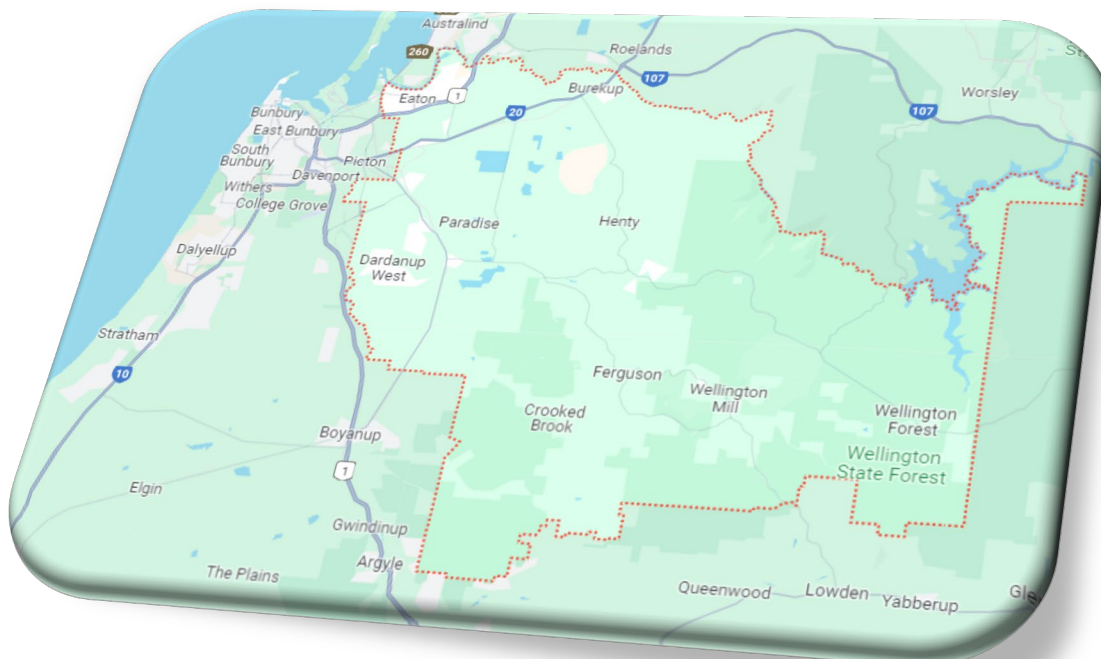 Australind
260
Roelands
107
Burekup
Worsley
Eaton
1
20
107
Bunbury
East Bunbury
South
Bunbury
Picton
Davenport
Withers
College Grove
Paradise
Henty
Dalyellup
Dardanup
West
Stratham
10
Ferguson
Wellington
Mill
Crooked
Brook
Wellington
Forest
Boyanup
Wellington
State Forest
1
Elgin
Gwindinup
Argyle
The Plains
Queenwood
Lowden
Yabberup